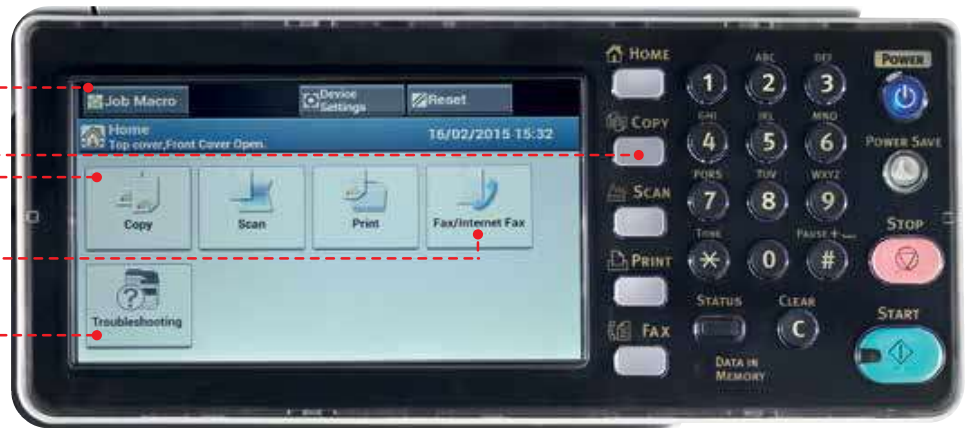 Job Macro
Device
Settings
Reset
Home
Top cover,Front Cover Open.
16/02/2015 15:32
Copy
Scan
Print
Fax/Internet Fax
Troubleshooting
HOME
COPY
SCAN
PRINT
FAX
ABC
DEF
1
2
3
GHI
JKL
MNO
4
5
6
PQRS
TUV
WXYZ
7
8
9
TONE
PAUSE +
*
0
#
STATUS
CLEAR
C
DATA IN
MEMORY
POWER
POWER SAVE
STOP
START